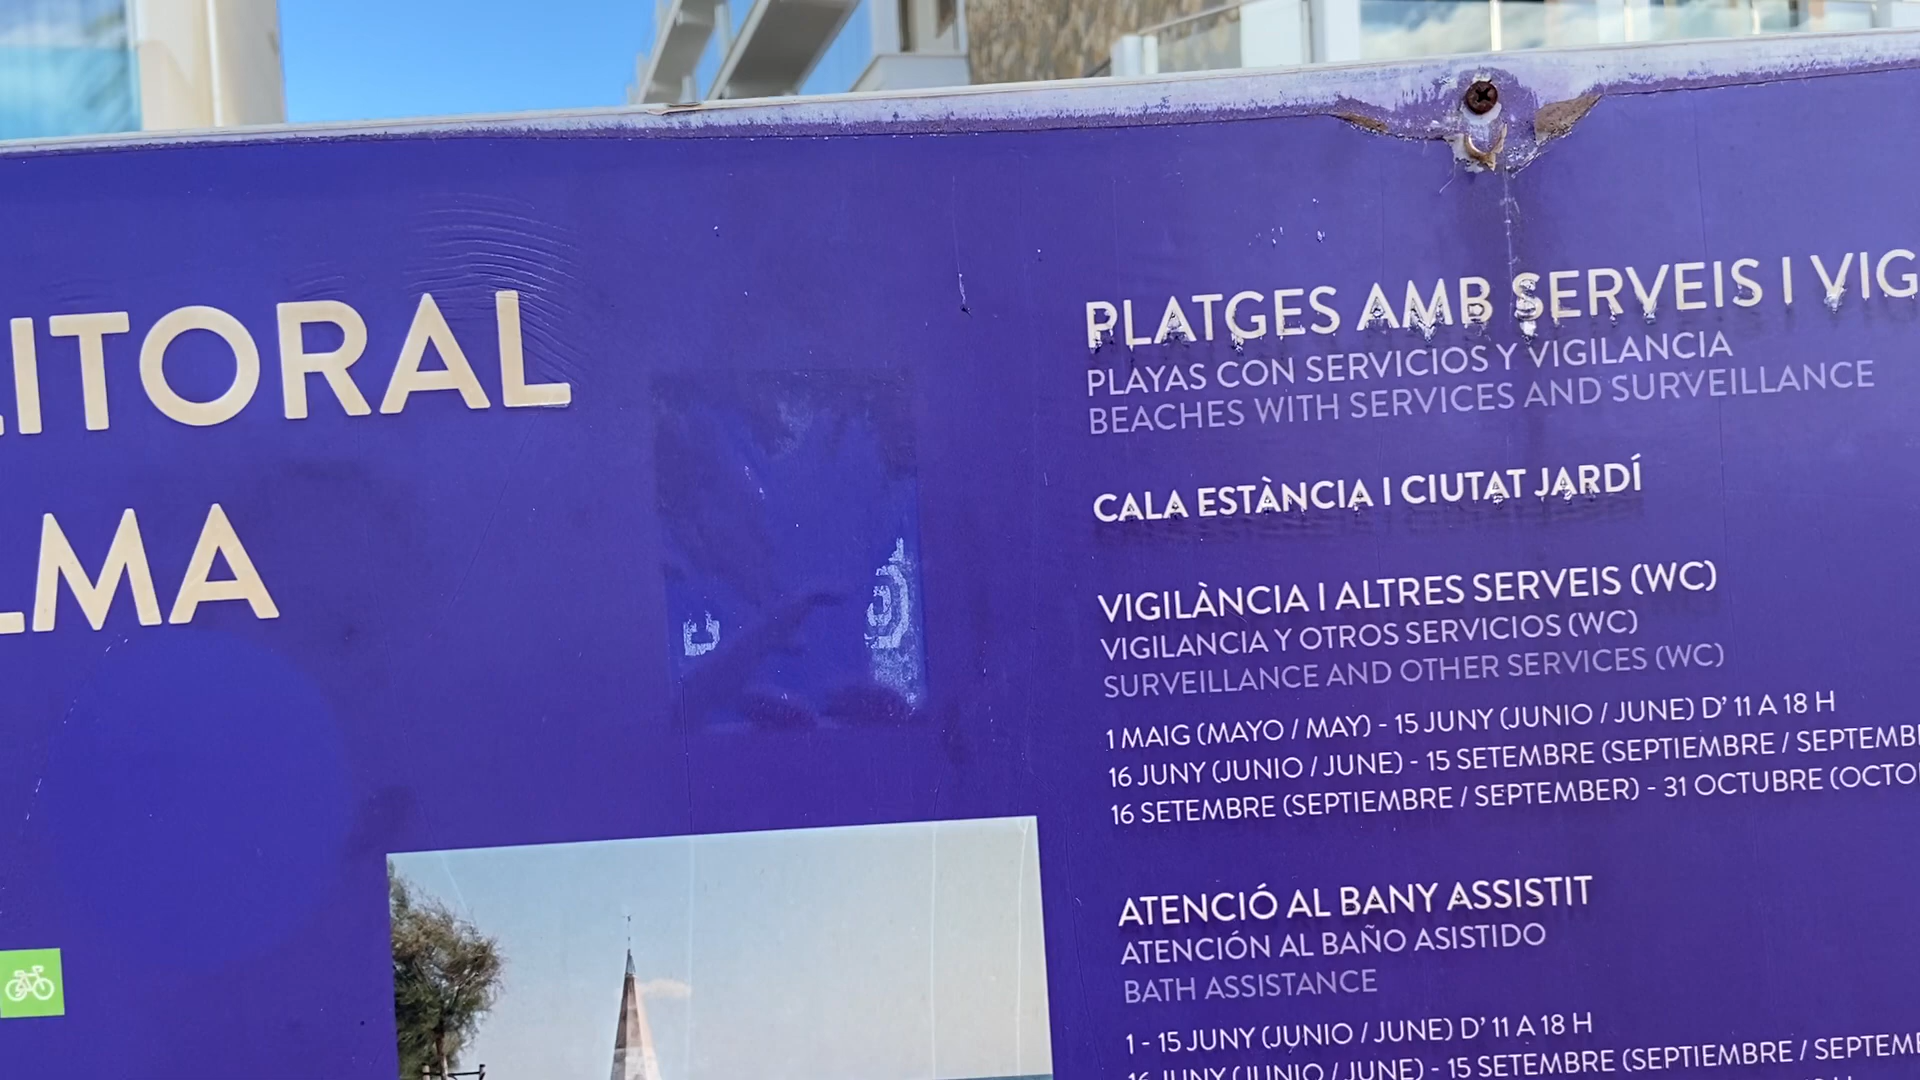 LITORAL
LMA
PLATGES AMB SERVEIS I VIG
PLAYAS CON SERVICIOS Y VIGILANCIA
BEACHES WITH SERVICES AND SURVEILLANCE
CALA ESTÀNCIA I CIUTAT JARDÍ
VIGILÀNCIA I ALTRES SERVEIS (WC)
VIGILANCIA Y OTROS SERVICIOS (WC)
SURVEILLANCE AND OTHER SERVICES (WC)
1 MAIG (MAYO / MAY) - 15 JUNY (JUNIO / JUNE) D' 11 A 18 H
16 JUNY (JUNIO / JUNE) - 15 SETEMBRE (SEPTIEMBRE / SEPTEMB
16 SETEMBRE (SEPTIEMBRE / SEPTEMBER) - 31 OCTUBRE (OCTO
ATENCIÓ AL BANY ASSISTIT
ATENCIÓN AL BAÑO ASISTIDO
BATH ASSISTANCE
1 - 15 JUNY (JUNIO / JUNE) D' 11 A 18 H
16 JUNY (JUNIO / JUNE) - 15 SETEMBRE (SEPTIEMBRE / SEPTEM